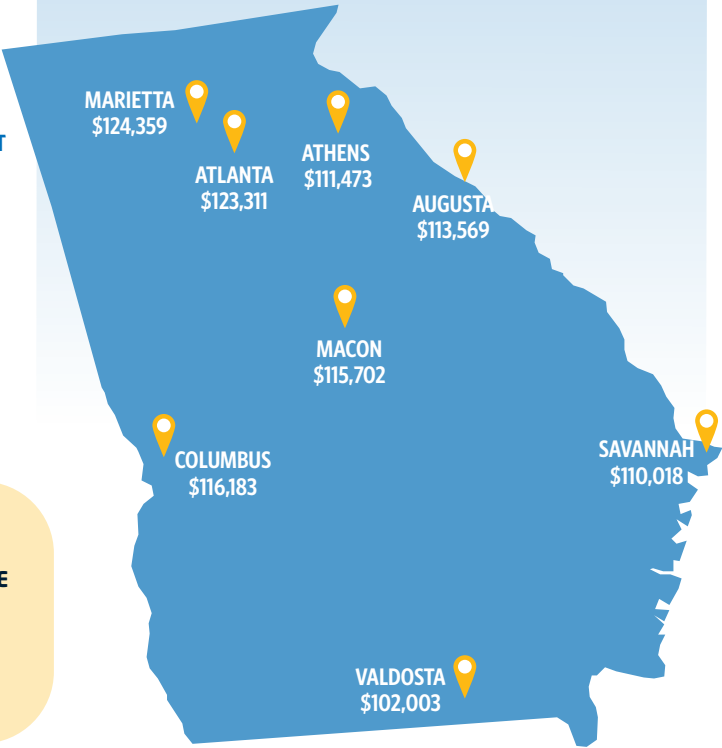 MARIETTA
$124,359
T
ATLANTA
$123,311
ATHENS
$111,473
AUGUSTA
$113,569
MACON
$115,702
COLUMBUS
$116,183
SAVANNAH
$110,018
E
VALDOSTA
$102,003